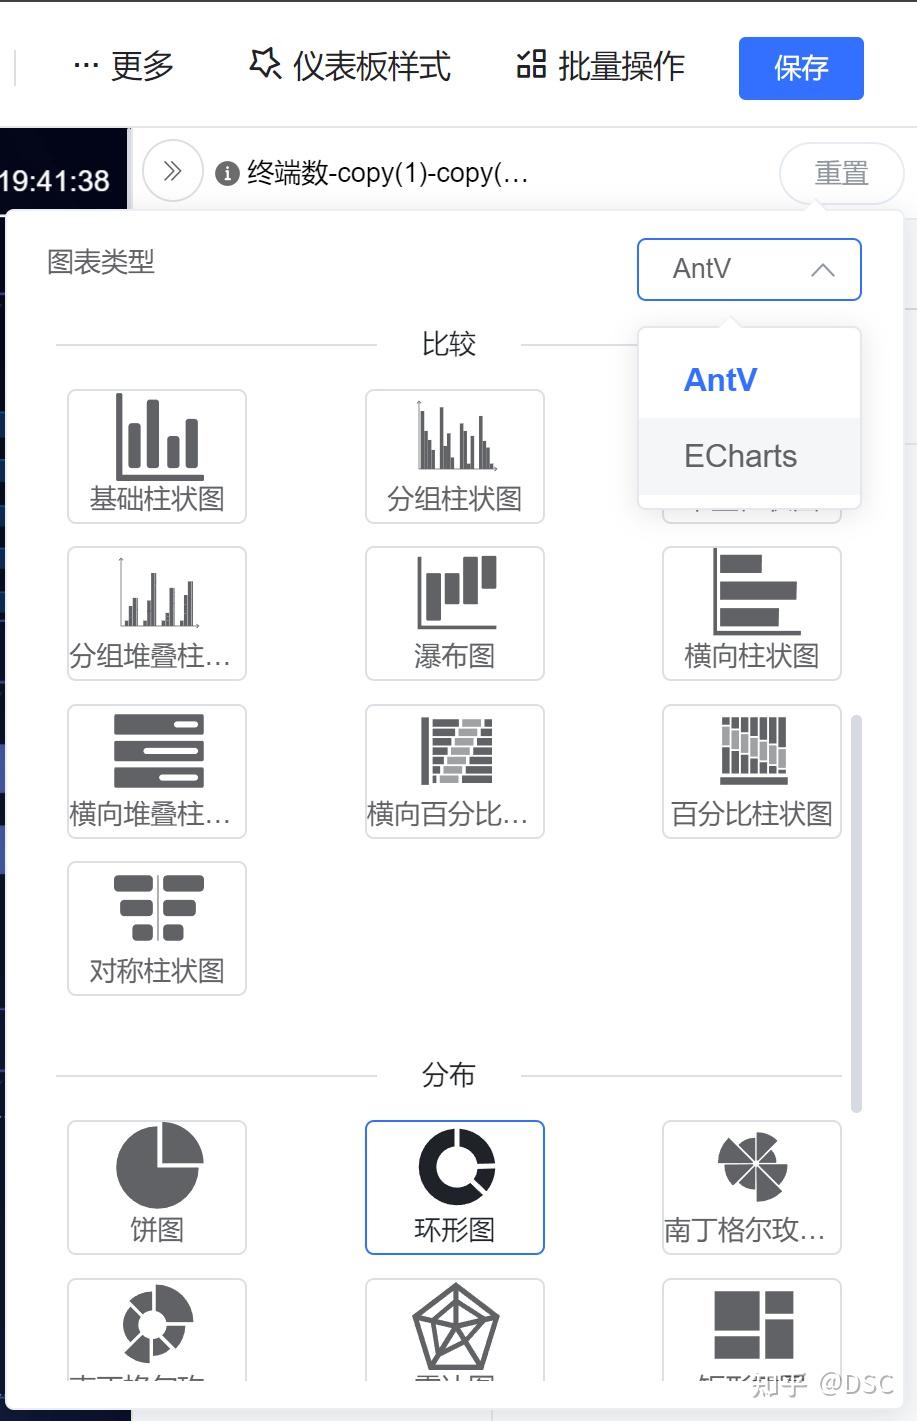 ··· 更多 仪表板样式 批量操作 保存
19:41:38 终端数-copy(1)-copy(... 重置
图表类型 AntV
比较
AntV
ECharts
基础柱状图 分组柱状图
分组堆叠柱... 瀑布图 横向柱状图
横向堆叠柱... 横向百分比... 百分比柱状图
对称柱状图
分布
饼图 环形图 南丁格尔玫...
知乎 @DSC